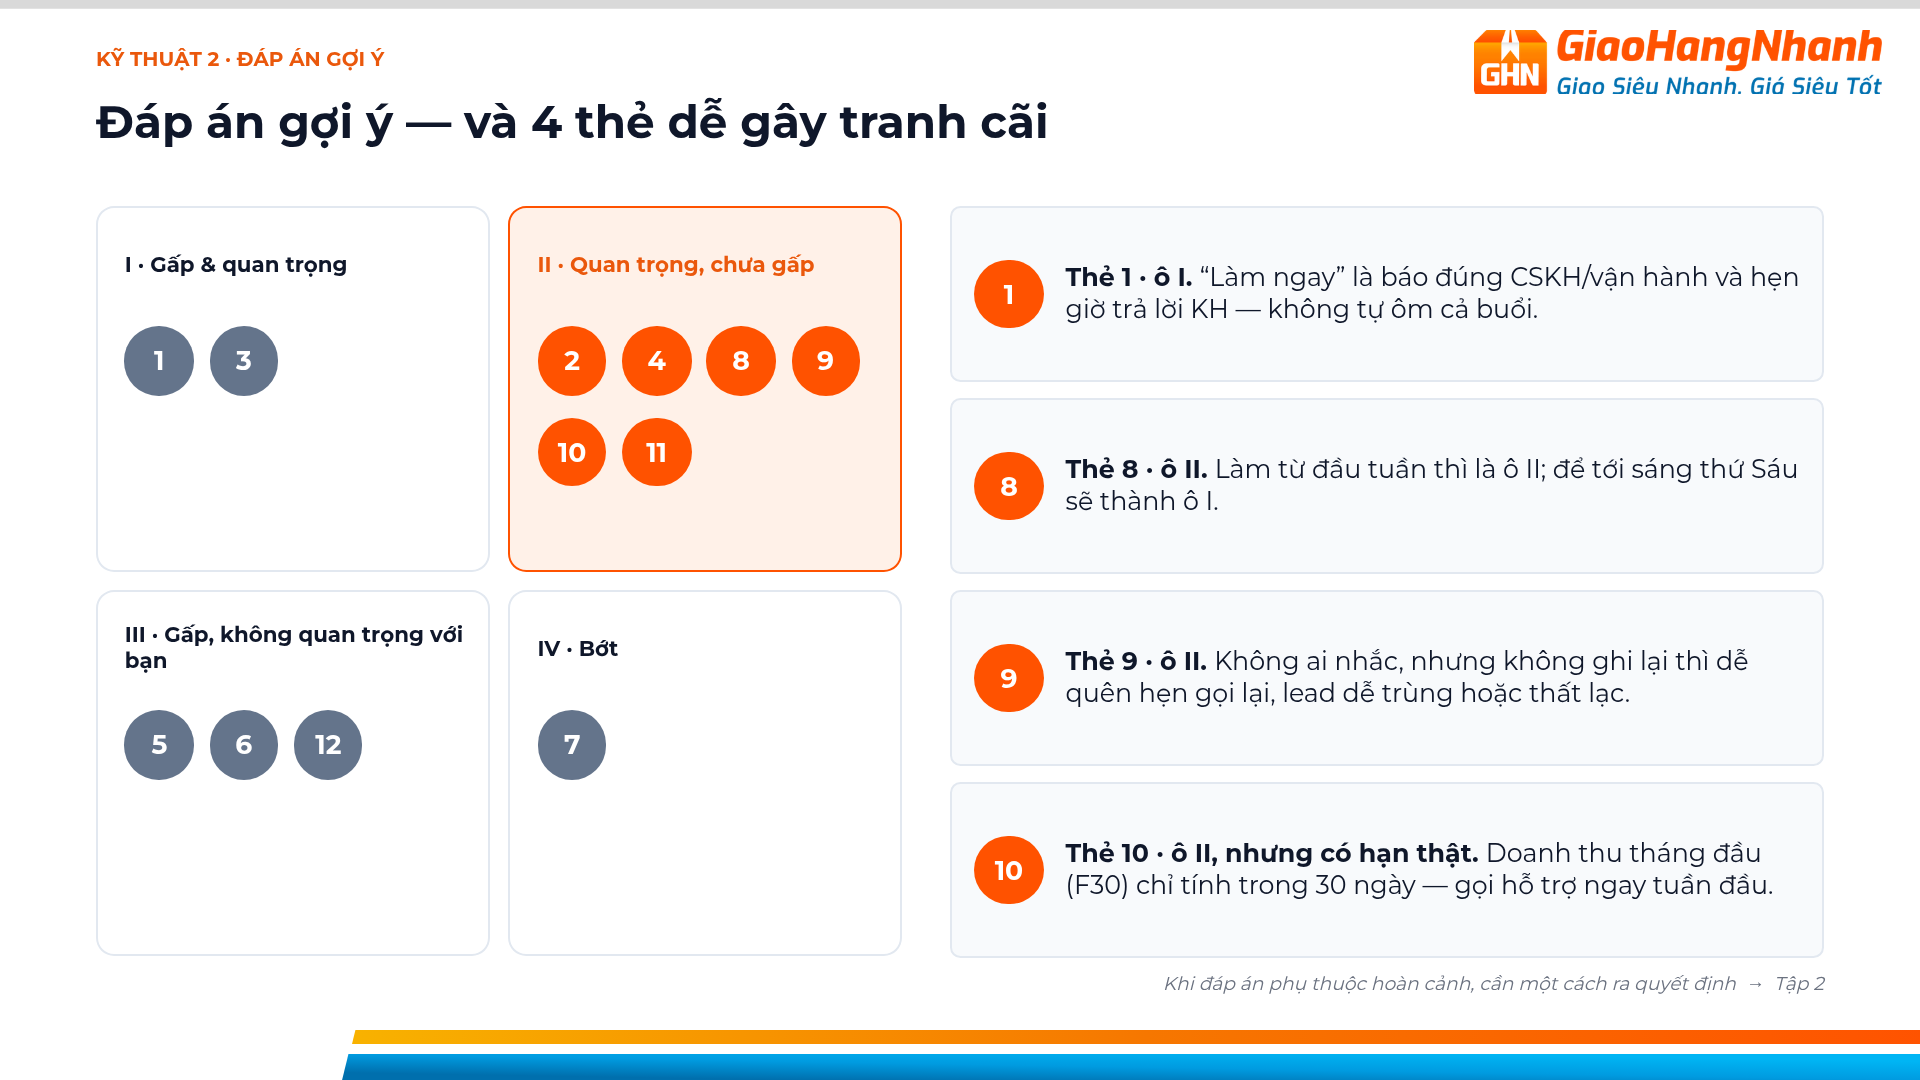 KỸ THUẬT 2 · ĐÁP ÁN GỢI Ý
GHN
GiaoHangNhanh
Giao Siêu Nhanh. Giá Siêu Tốt
Đáp án gợi ý — và 4 thẻ dễ gây tranh cãi
I · Gấp & quan trọng
1 3
II · Quan trọng, chưa gấp
2 4 8 9
10 11
III · Gấp, không quan trọng với
bạn
5 6 12
IV · Bớt
7
1
Thẻ 1 · ô I. “Làm ngay” là báo đúng CSKH/vận hành và hẹn
giờ trả lời KH — không tự ôm cả buổi.
8
Thẻ 8 · ô II. Làm từ đầu tuần thì là ô II; để tới sáng thứ Sáu
sẽ thành ô I.
9
Thẻ 9 · ô II. Không ai nhắc, nhưng không ghi lại thì dễ
quên hẹn gọi lại, lead dễ trùng hoặc thất lạc.
10
Thẻ 10 · ô II, nhưng có hạn thật. Doanh thu tháng đầu
(F30) chỉ tính trong 30 ngày — gọi hỗ trợ ngay tuần đầu.
Khi đáp án phụ thuộc hoàn cảnh, cần một cách ra quyết định → Tập 2